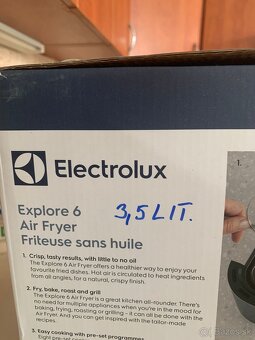 Electrolux
1.
Explore 6
3,5 LIT.
Air Fryer
Friteuse sans huile
1. Crisp, tasty results, with little to no oil
The Explore 6 Air Fryer offers a healthier way to enjoy your
favourite fried dishes. Hot air is circulated to heat ingredients
from all angles, for a natural, crispy finish.
2. Fry, bake, roast and grill
The Explore 6 Air Fryer is a great kitchen all-rounder. There's
no need for multiple appliances when you're in the mood for
baking, frying, roasting or grilling - it can all be done with the
Air Fryer. And you can get inspired with the tailor-made
recipes.
3. Easy cooking with pre-set programmes